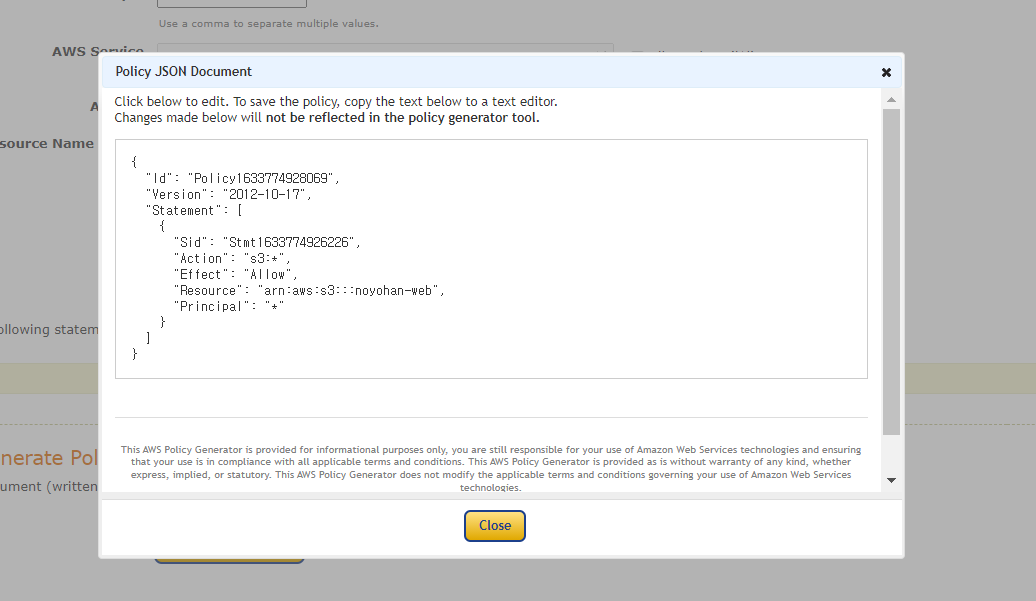 Use a comma to separate multiple values.
AWS Service
Policy JSON Document
Click below to edit. To save the policy, copy the text below to a text editor.
Changes made below will not be reflected in the policy generator tool.
source Name
{
  "Id": "Policy1633774928069",
  "Version": "2012-10-17",
  "Statement": [
    {
      "Sid": "Stmt1633774926226",
      "Action": "s3:*",
      "Effect": "Allow",
      "Resource": "arn:aws:s3:::noyohan-web",
      "Principal": "*"
    }
  ]
}
ollowing statem
nerate Pol
ument (written
This AWS Policy Generator is provided for informational purposes only, you are still responsible for your use of Amazon Web Services technologies and ensuring
that your use is in compliance with all applicable terms and conditions. This AWS Policy Generator is provided as is without warranty of any kind, whether
express, implied, or statutory. This AWS Policy Generator does not modify the applicable terms and conditions governing your use of Amazon Web Services
technologies.
Close